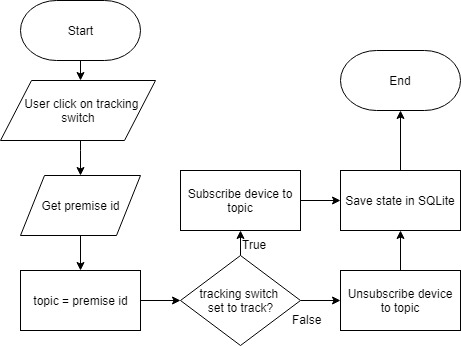 Start
User click on tracking
switch
Get premise id
topic = premise id
tracking switch
set to track?
True
False
Subscribe device to
topic
Unsubscribe device
to topic
Save state in SQLite
End